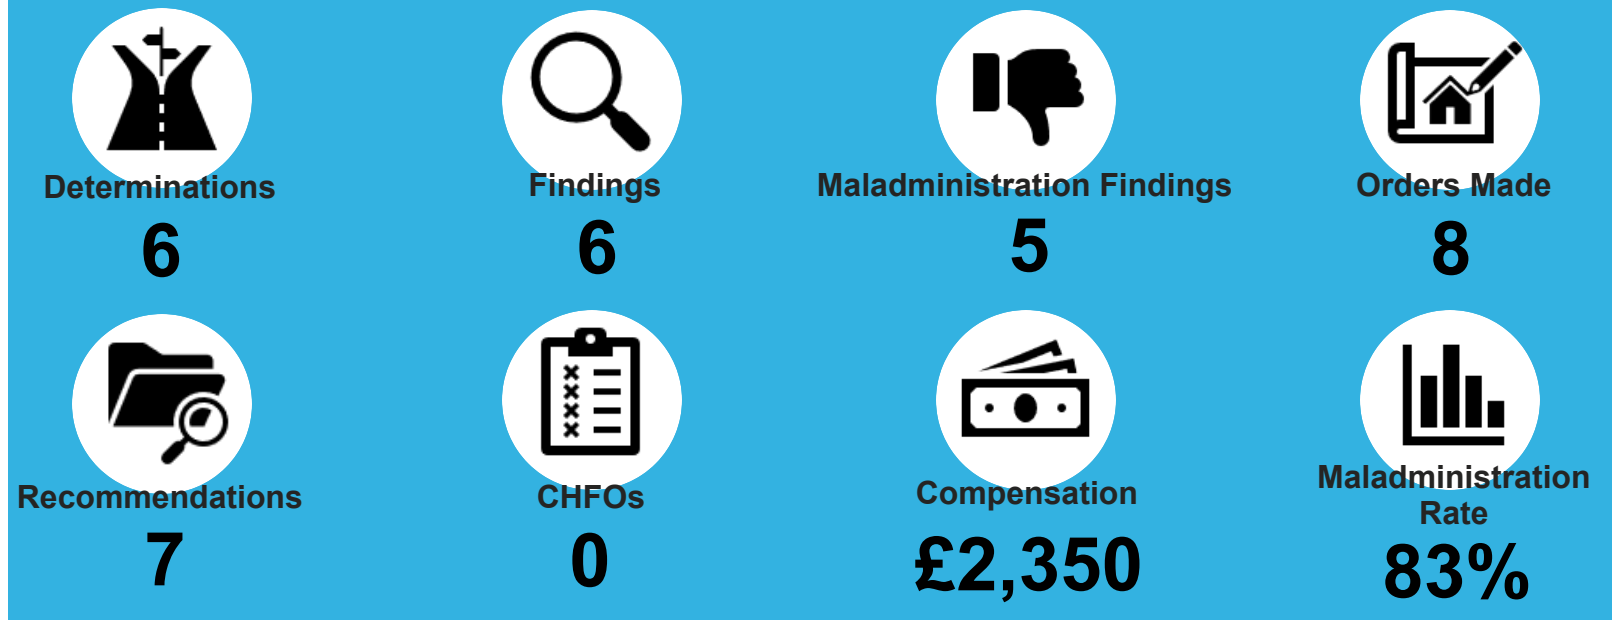 Determinations
6
Findings
6
Maladministration Findings
5
Orders Made
8
Recommendations
7
CHFOs
0
Compensation
£2,350
Maladministration
Rate
83%